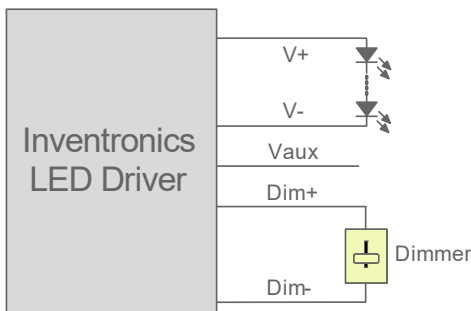 Inventronics
LED Driver
V+
V-
Vaux
Dim+
Dimmer
Dim-